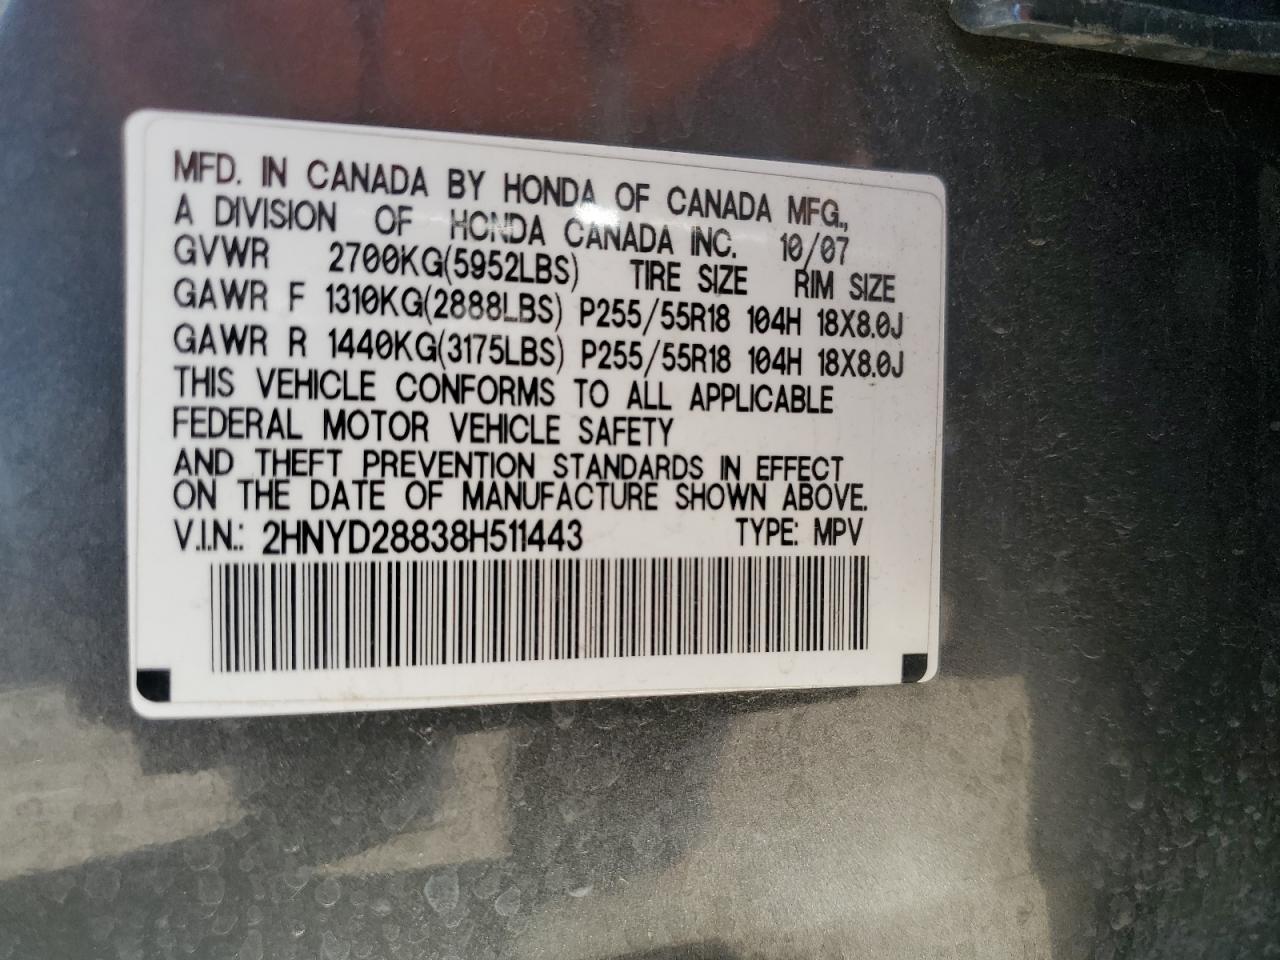 MFD. IN CANADA BY HONDA OF CANADA MFG.,
A DIVISION OF HONDA CANADA INC. 10/07
GVWR 2700KG(5952LBS) TIRE SIZE RIM SIZE
GAWR F 1310KG(2888LBS) P255/55R18 104H 18X8.0J
GAWR R 1440KG(3175LBS) P255/55R18 104H 18X8.0J
THIS VEHICLE CONFORMS TO ALL APPLICABLE
FEDERAL MOTOR VEHICLE SAFETY
AND THEFT PREVENTION STANDARDS IN EFFECT
ON THE DATE OF MANUFACTURE SHOWN ABOVE.
V.I.N.: 2HNYD28838H511443 TYPE: MPV